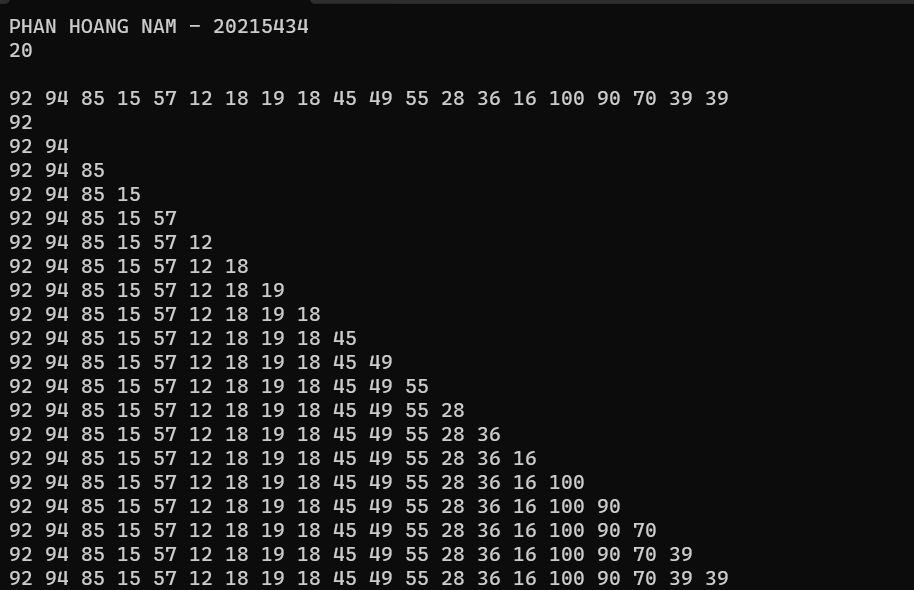 PHAN HOANG NAM - 20215434
20
92 94 85 15 57 12 18 19 18 45 49 55 28 36 16 100 90 70 39 39
92
92 94
92 94 85
92 94 85 15
92 94 85 15 57
92 94 85 15 57 12
92 94 85 15 57 12 18
92 94 85 15 57 12 18 19
92 94 85 15 57 12 18 19 18
92 94 85 15 57 12 18 19 18 45
92 94 85 15 57 12 18 19 18 45 49
92 94 85 15 57 12 18 19 18 45 49 55
92 94 85 15 57 12 18 19 18 45 49 55 28
92 94 85 15 57 12 18 19 18 45 49 55 28 36
92 94 85 15 57 12 18 19 18 45 49 55 28 36 16
92 94 85 15 57 12 18 19 18 45 49 55 28 36 16 100
92 94 85 15 57 12 18 19 18 45 49 55 28 36 16 100 90
92 94 85 15 57 12 18 19 18 45 49 55 28 36 16 100 90 70
92 94 85 15 57 12 18 19 18 45 49 55 28 36 16 100 90 70 39
92 94 85 15 57 12 18 19 18 45 49 55 28 36 16 100 90 70 39 39